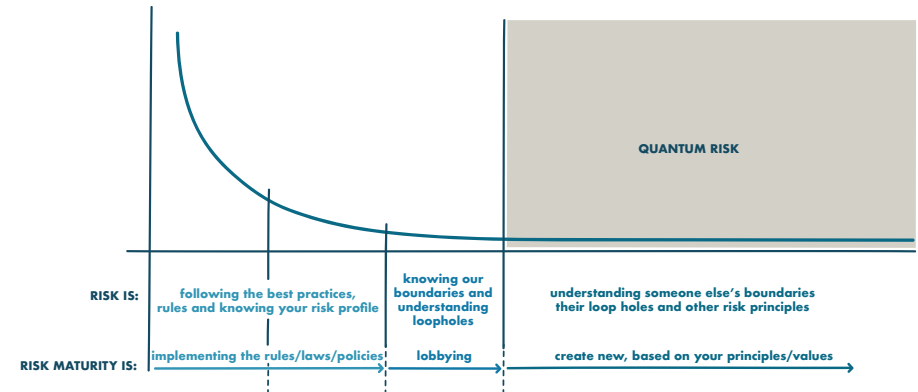 QUANTUM RISK
RISK IS:
following the best practices,
rules and knowing your risk profile
knowing our
boundaries and
understanding
loopholes
understanding someone else’s boundaries
their loop holes and other risk principles
RISK MATURITY IS:
implementing the rules/laws/policies
lobbying
create new, based on your principles/values